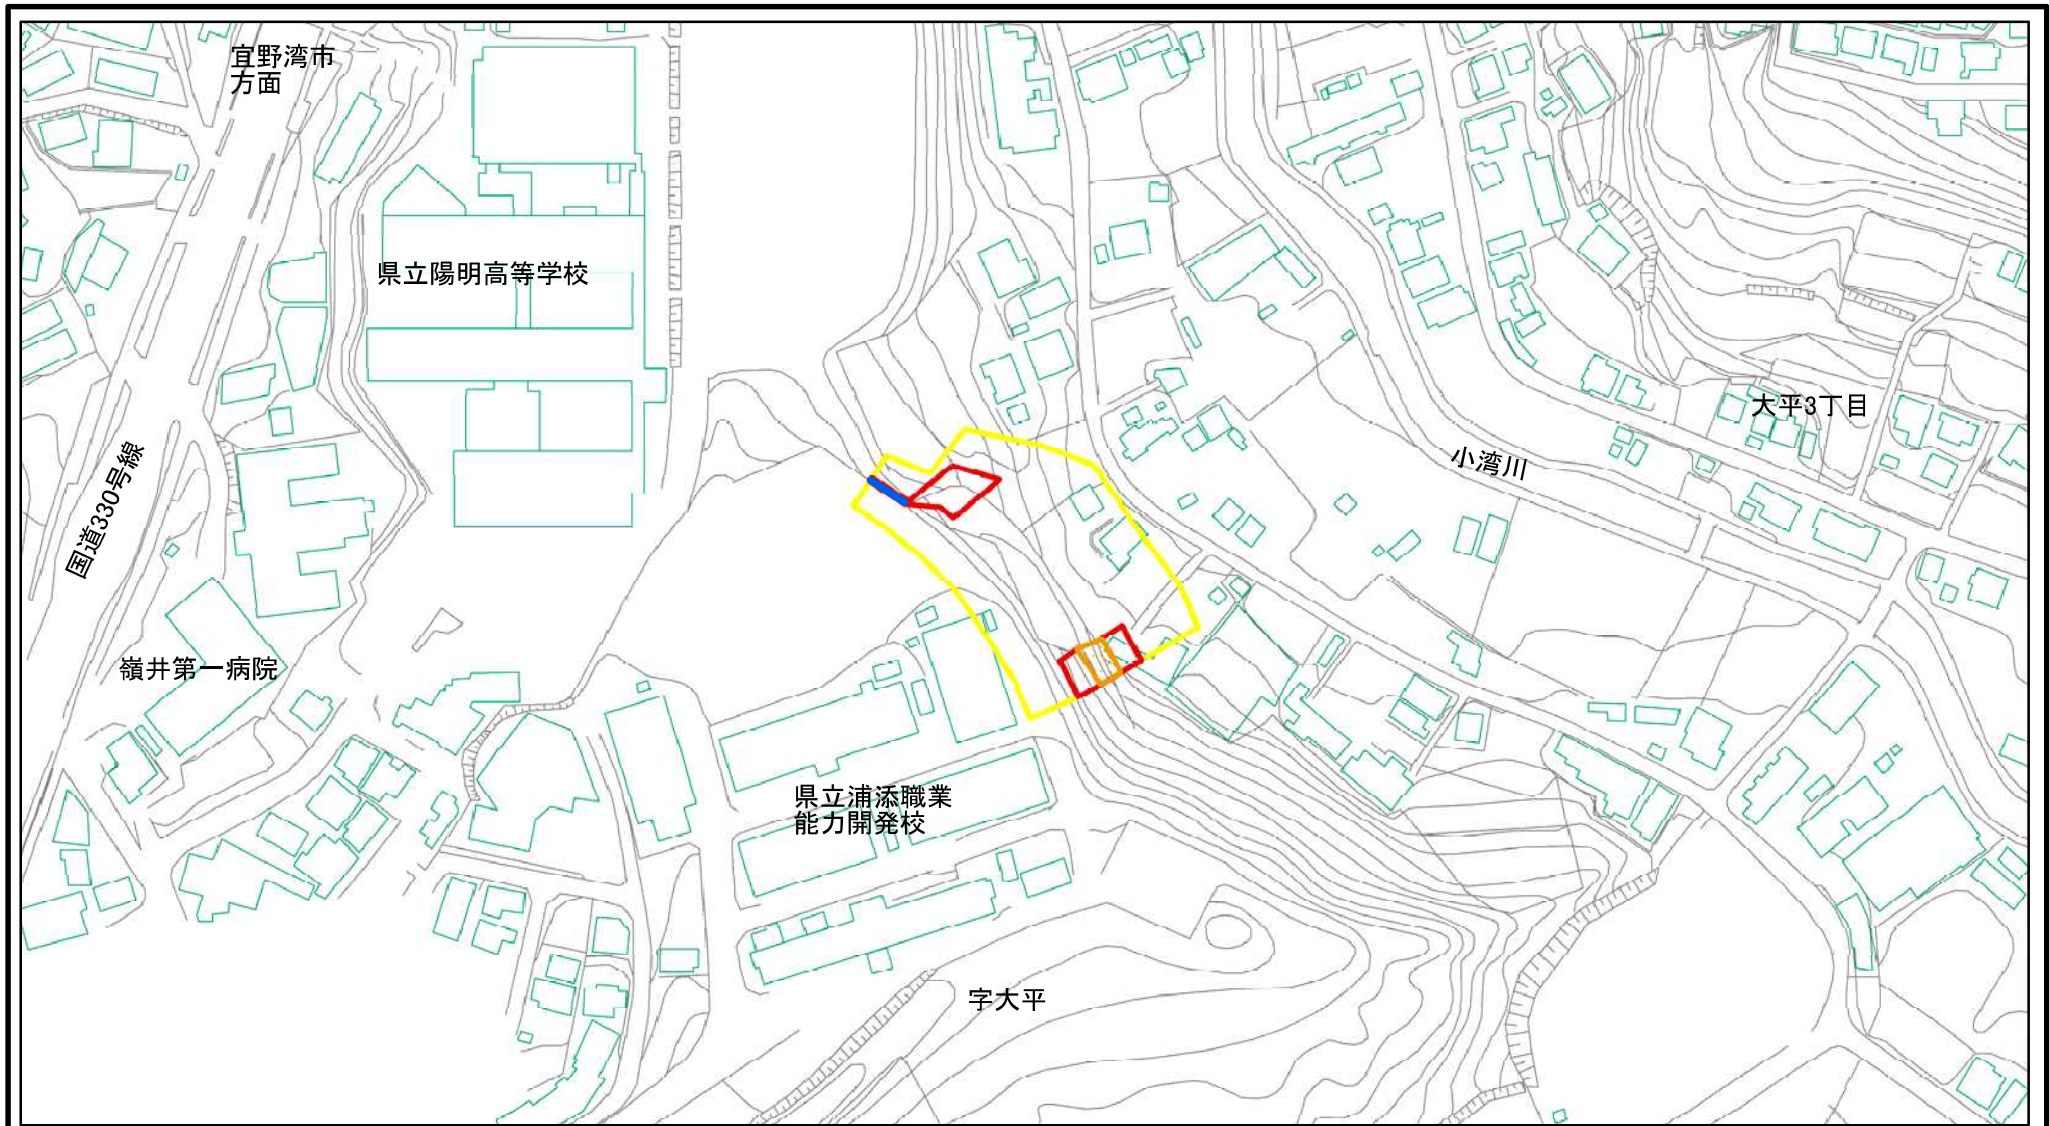 宜野湾市
方面
県立陽明高等学校
大平3丁目
小湾川
国道330号線
嶺井第一病院
県立浦添職業
能力開発校
字大平